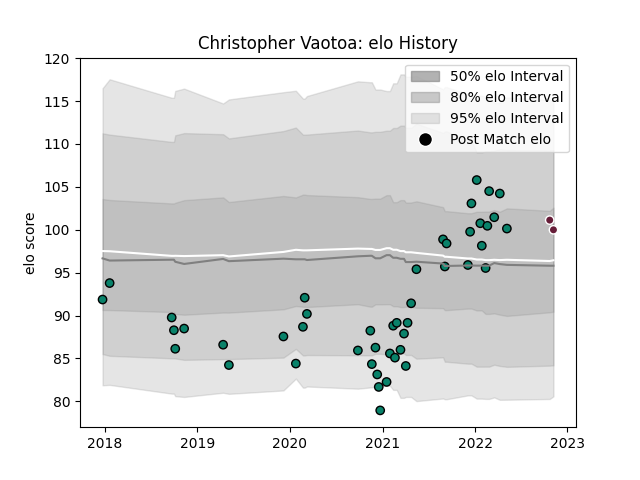 Christopher Vaotoa: elo History
120
115
110
105
100
95
90
85
80
elo score
50% elo Interval
80% elo Interval
95% elo Interval
Post Match elo
2018 2019 2020 2021 2022 2023